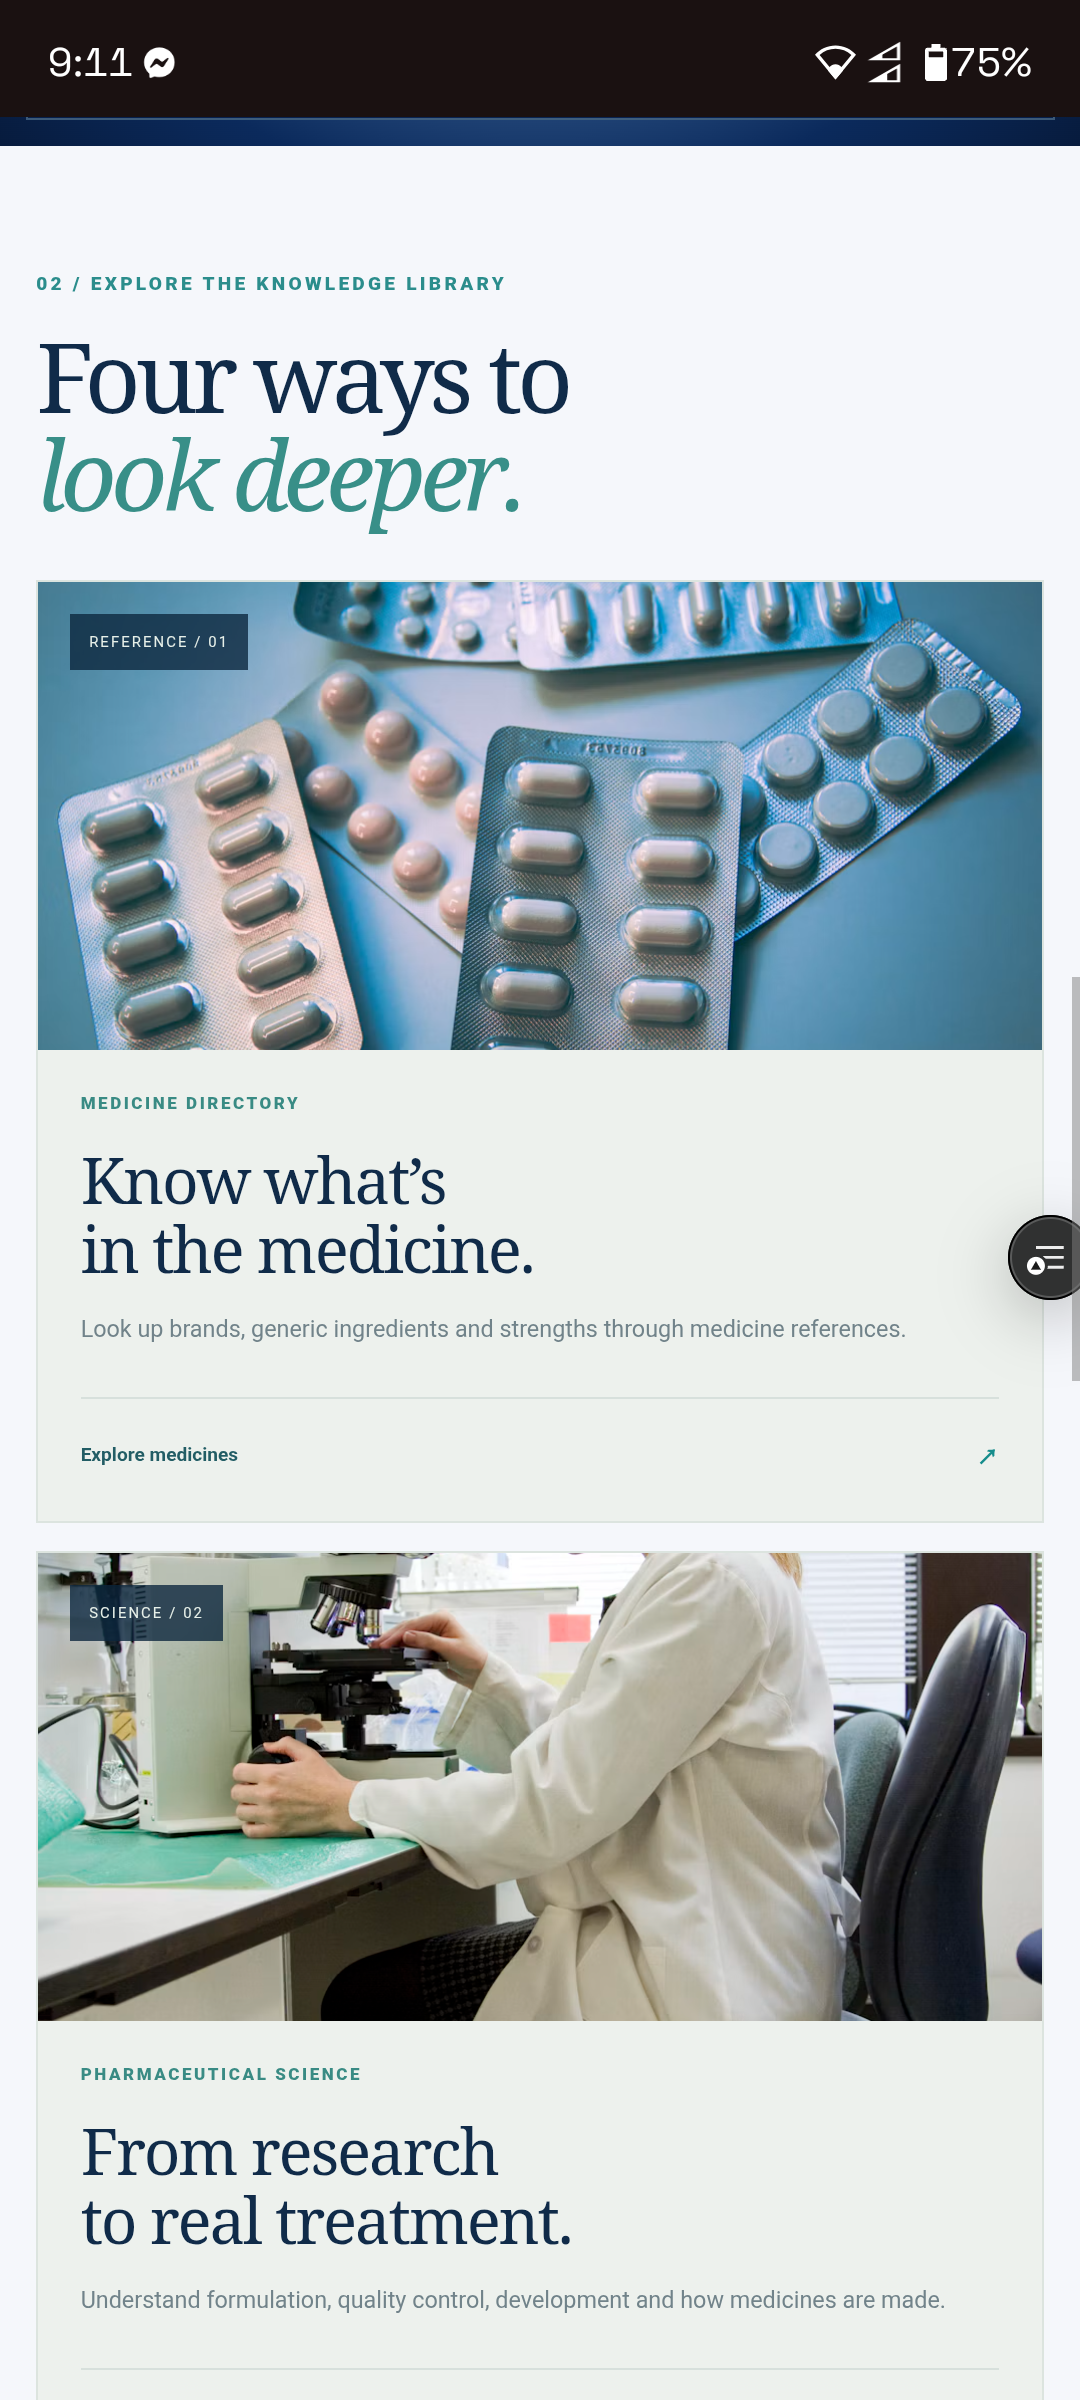 9:11
75%
02 / EXPLORE THE KNOWLEDGE LIBRARY
Four ways to
look deeper.
REFERENCE / 01
MEDICINE DIRECTORY
Know what’s
in the medicine.
Look up brands, generic ingredients and strengths through medicine references.
Explore medicines ↗
SCIENCE / 02
PHARMACEUTICAL SCIENCE
From research
to real treatment.
Understand formulation, quality control, development and how medicines are made.